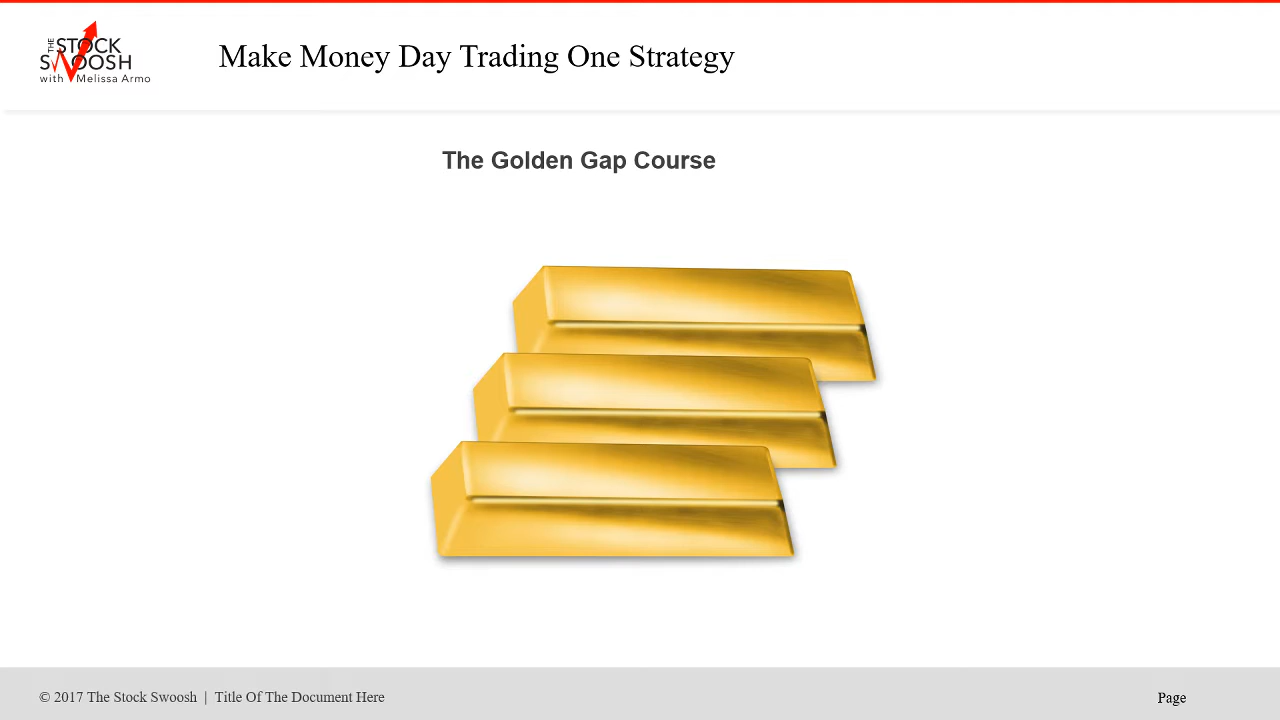 THE STOCK
SWOOSH
with Melissa Armo
Make Money Day Trading One Strategy
The Golden Gap Course
© 2017 The Stock Swoosh | Title Of The Document Here
Page